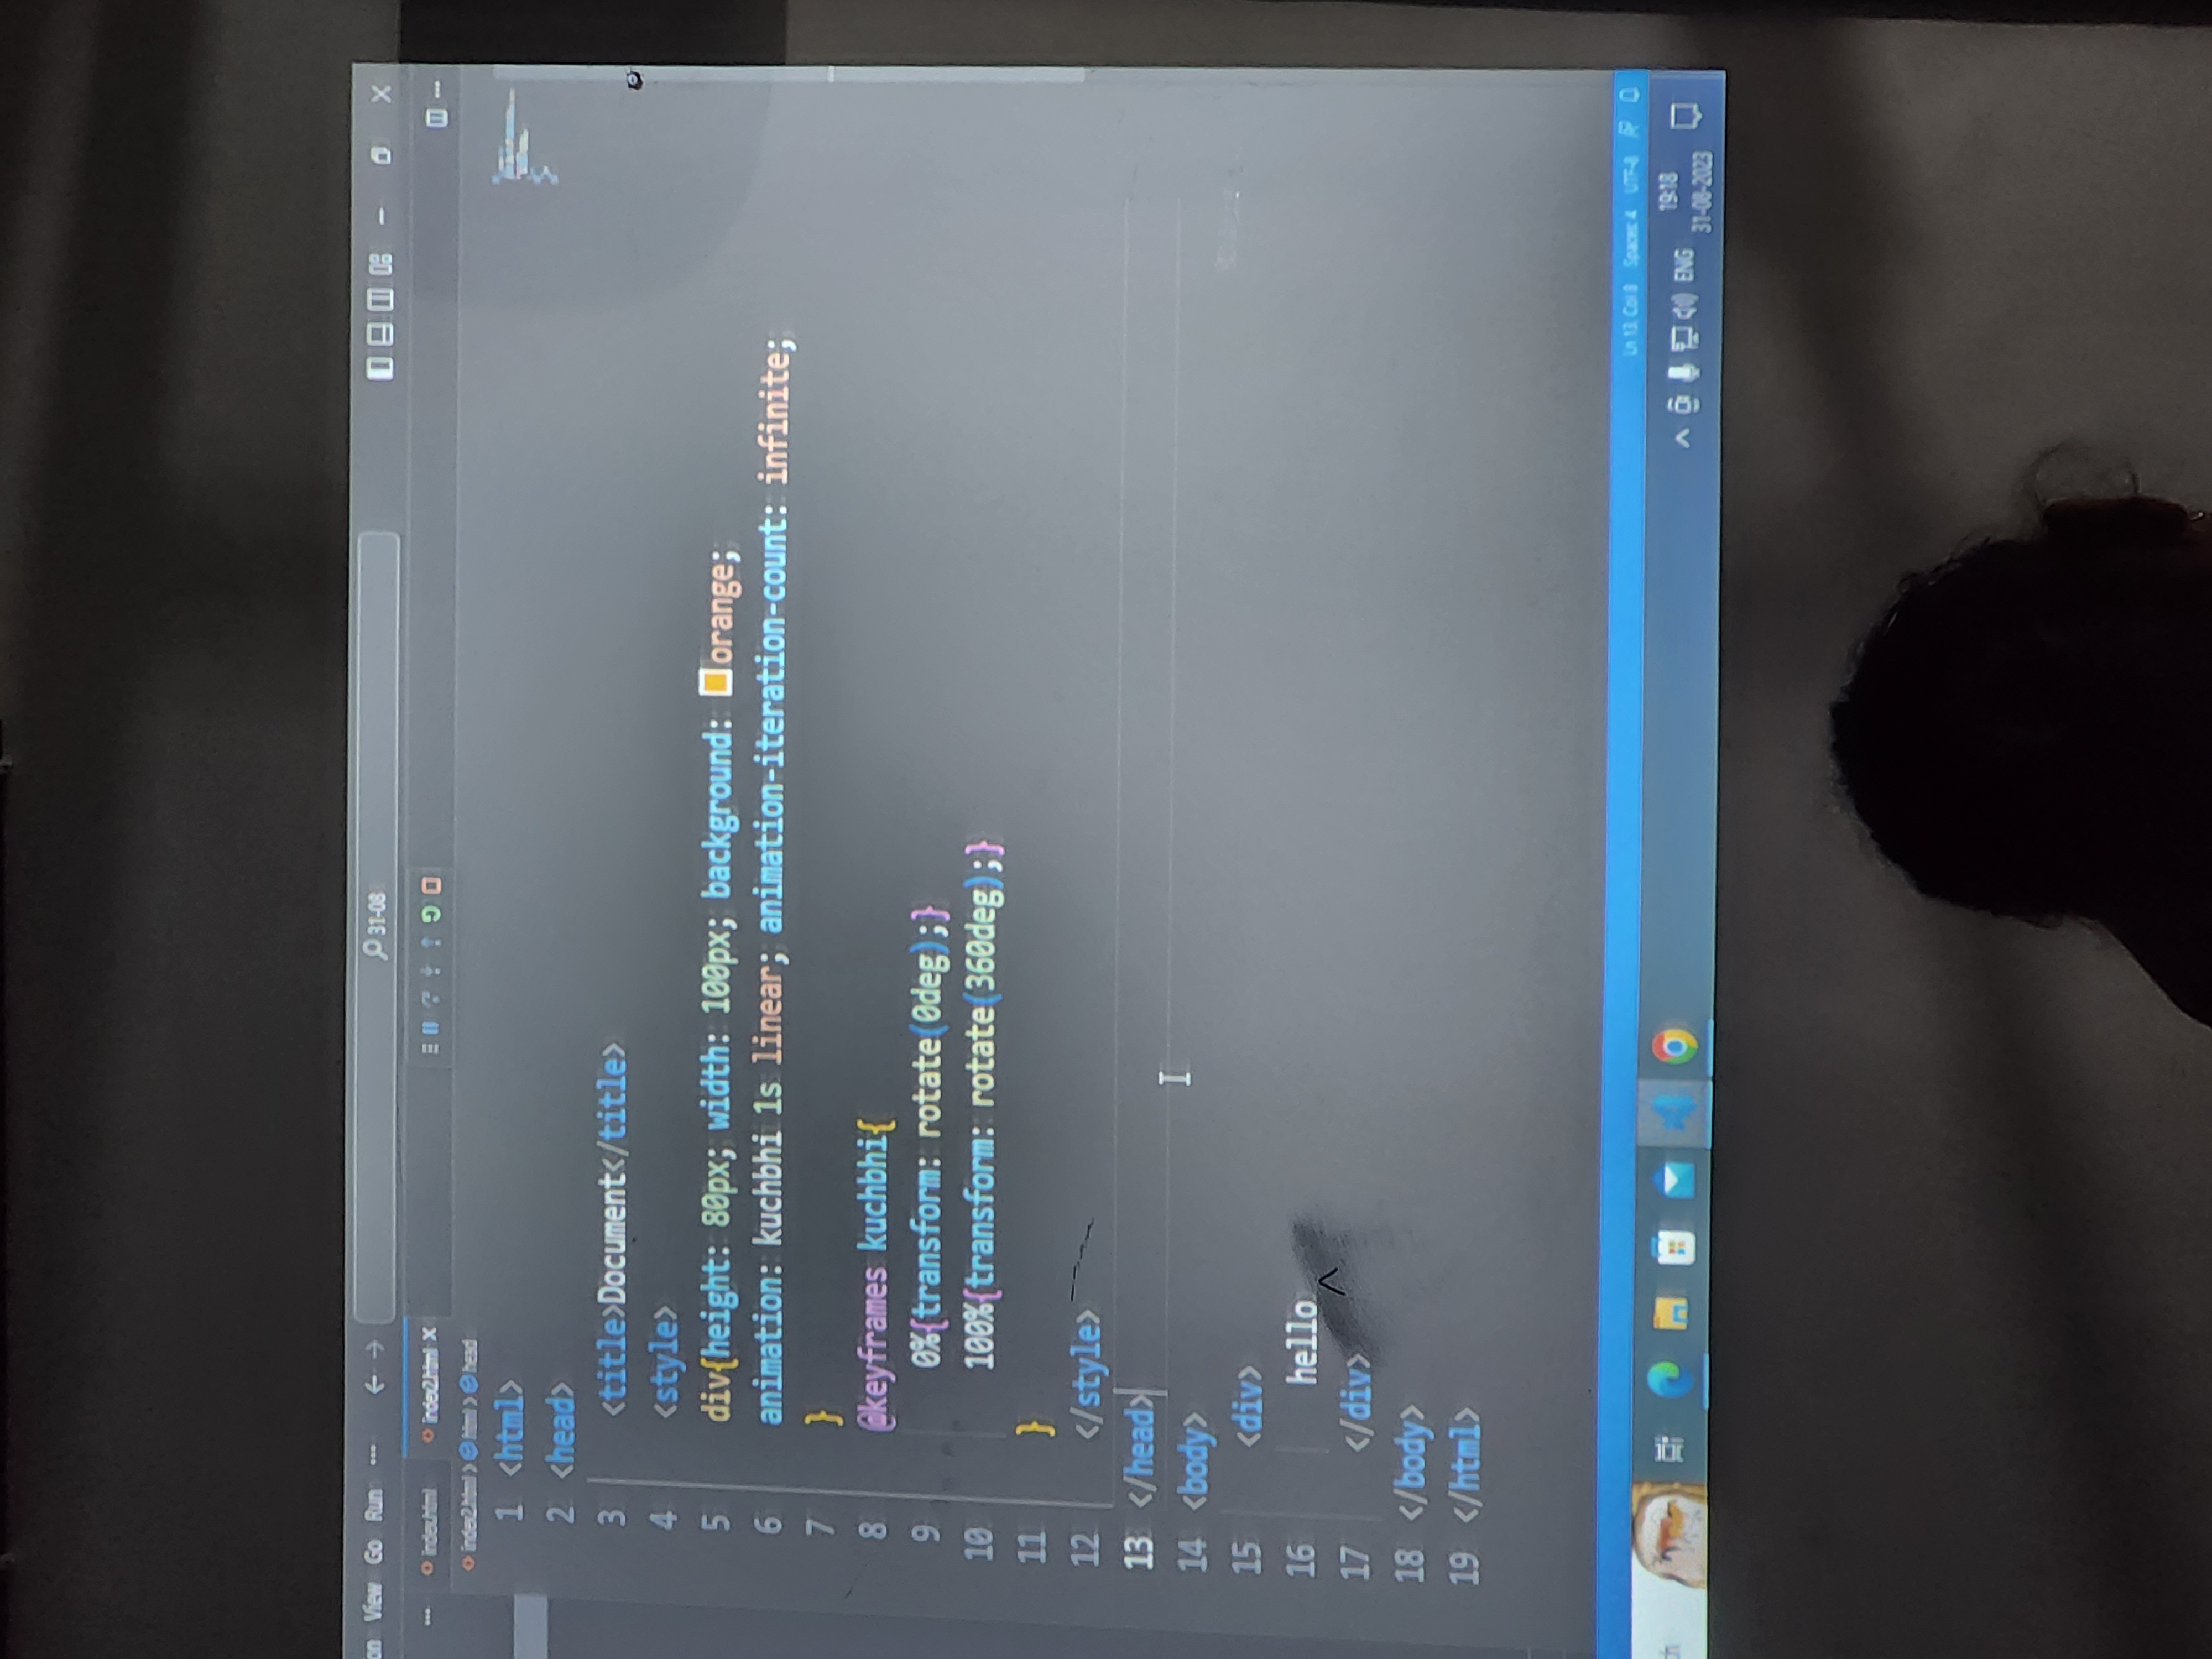 View Go Run ...
31-08
index.html index2.html
index2.html > html > head
1 <html>
2 <head>
3 <title>Document</title>
4 <style>
5 div{height: 80px; width: 100px; background: orange;
6 animation: kuchbhi 1s linear; animation-iteration-count: infinite;
7 }
8 @keyframes kuchbhi{
9 0%{transform: rotate(0deg);}
10 100%{transform: rotate(360deg);}
11 }
12 </style>
13 </head>
14 <body>
15 <div>
16 hello
17 </div>
18 </body>
19 </html>
Ln 13, Col 8 Spaces: 4 UTF-8
ENG
19:18
31-08-2023